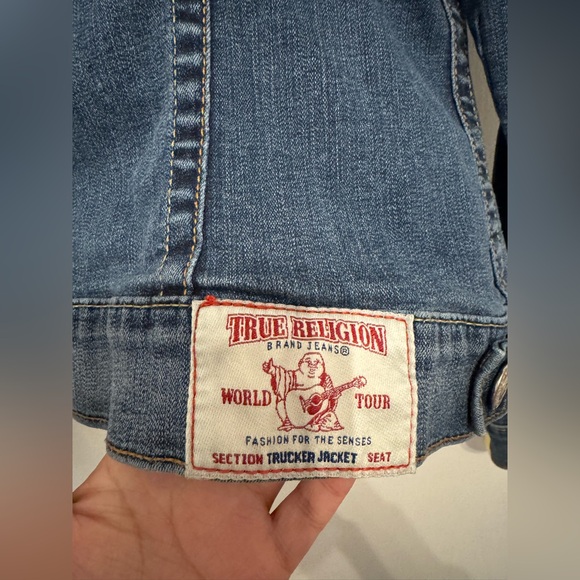 TRUE RELIGION
BRAND JEANS®
WORLD TOUR
FASHION FOR THE SENSES
SECTION TRUCKER JACKET SEAT